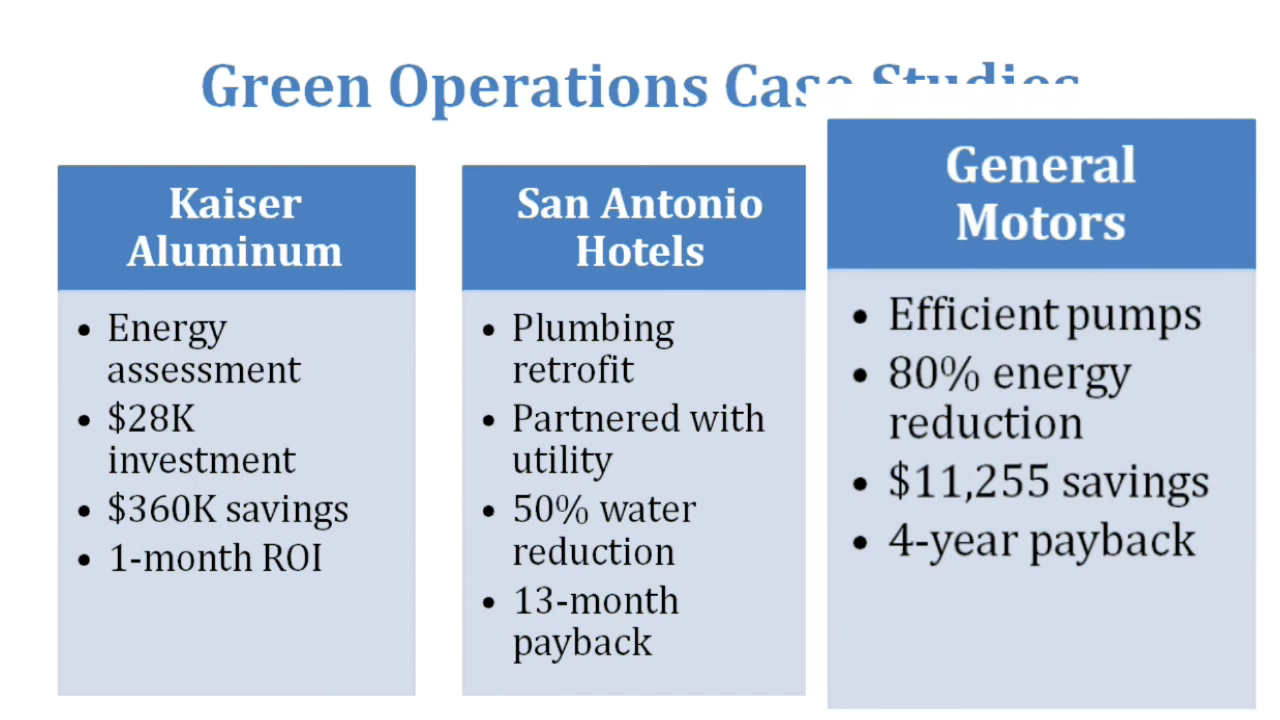 Green Operations Case Studies
Kaiser
Aluminum
• Energy
assessment
• $28K
investment
• $360K savings
• 1-month ROI
San Antonio
Hotels
• Plumbing
retrofit
• Partnered with
utility
• 50% water
reduction
• 13-month
payback
General
Motors
• Efficient pumps
• 80% energy
reduction
• $11,255 savings
• 4-year payback